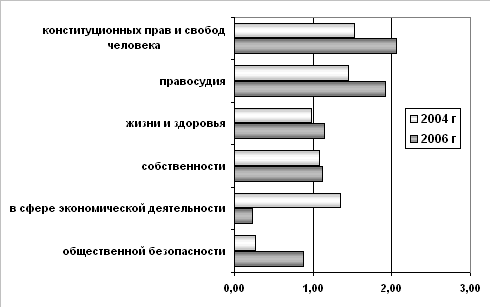 конституционных прав и свобод
человека
правосудия
жизни и здоровья
собственности
в сфере экономической деятельности
общественной безопасности
2004 г
2006 г
0,00 1,00 2,00 3,00